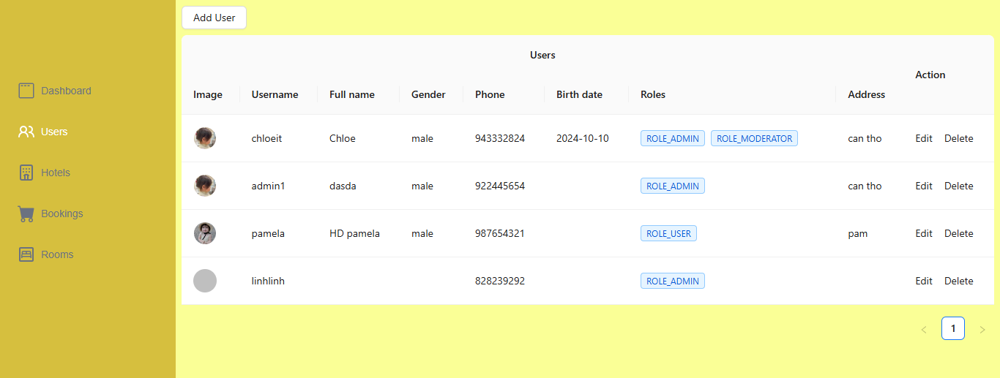 Add User
Users
Action
Image Username Full name Gender Phone Birth date Roles Address
Dashboard
Users
Hotels
Bookings
Rooms
chloeit Chloe male 943332824 2024-10-10 ROLE_ADMIN ROLE_MODERATOR can tho Edit Delete
admin1 dasda male 922445654 ROLE_ADMIN can tho Edit Delete
pamela HD pamela male 987654321 ROLE_USER pam Edit Delete
linhlinh 828239292 ROLE_ADMIN Edit Delete
1